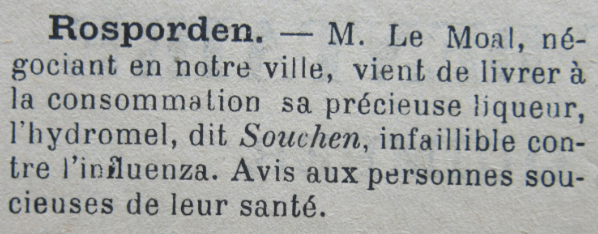 Rosporden. — M. Le Moal, né-
gociant en notre ville, vient de livrer à
la consommation sa précieuse liqueur,
l'hydromel, dit Souchen, infaillible con-
tre l'influenza. Avis aux personnes sou-
cieuses de leur santé.